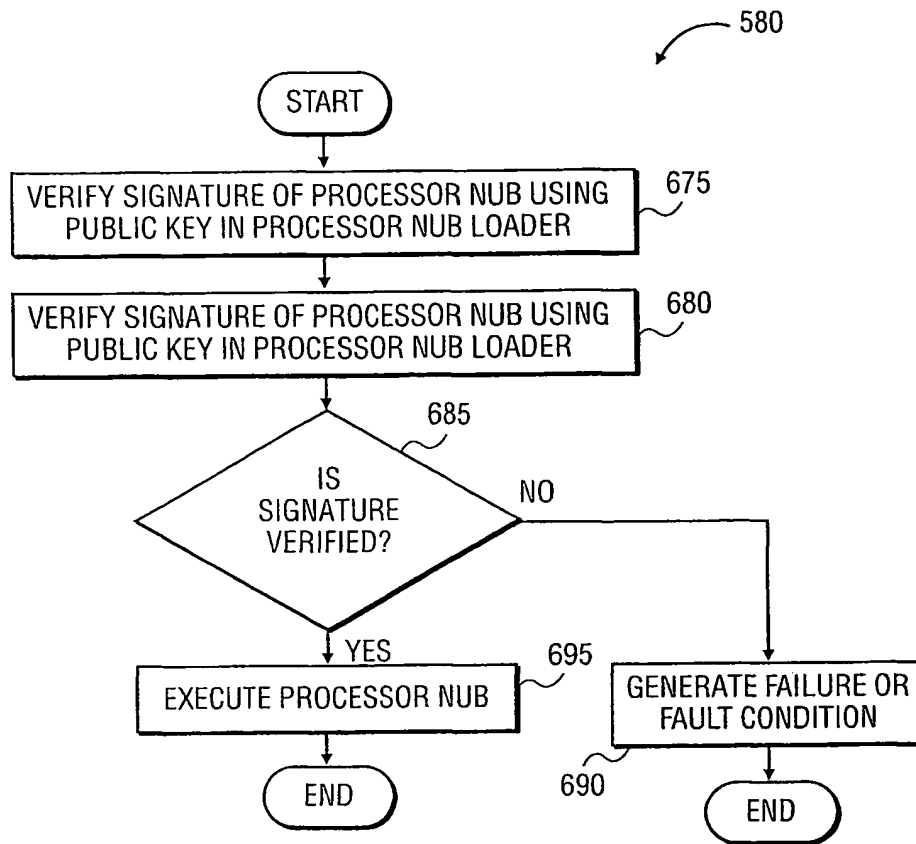 580
START
VERIFY SIGNATURE OF PROCESSOR NUB USING
PUBLIC KEY IN PROCESSOR NUB LOADER
675
VERIFY SIGNATURE OF PROCESSOR NUB USING
PUBLIC KEY IN PROCESSOR NUB LOADER
680
685
IS
SIGNATURE
VERIFIED?
NO
YES
EXECUTE PROCESSOR NUB
695
GENERATE FAILURE OR
FAULT CONDITION
690
END
END